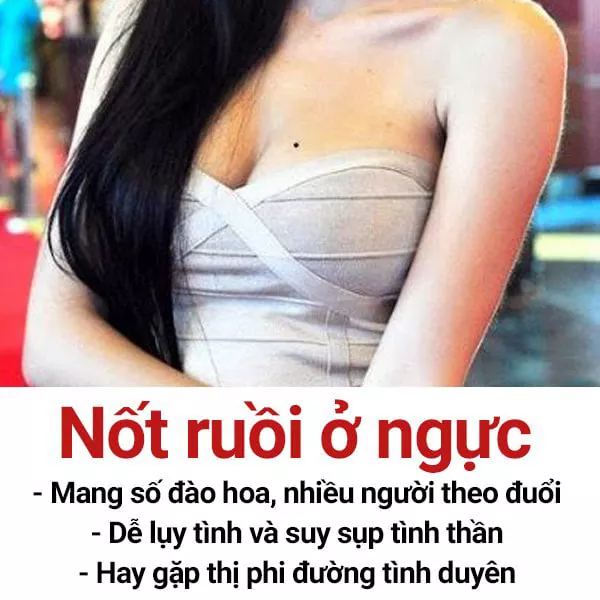 Nốt ruồi ở ngực
- Mang số đào hoa, nhiều người theo đuổi
- Dễ lụy tình và suy sụp tình thần
- Hay gặp thị phi đường tình duyên